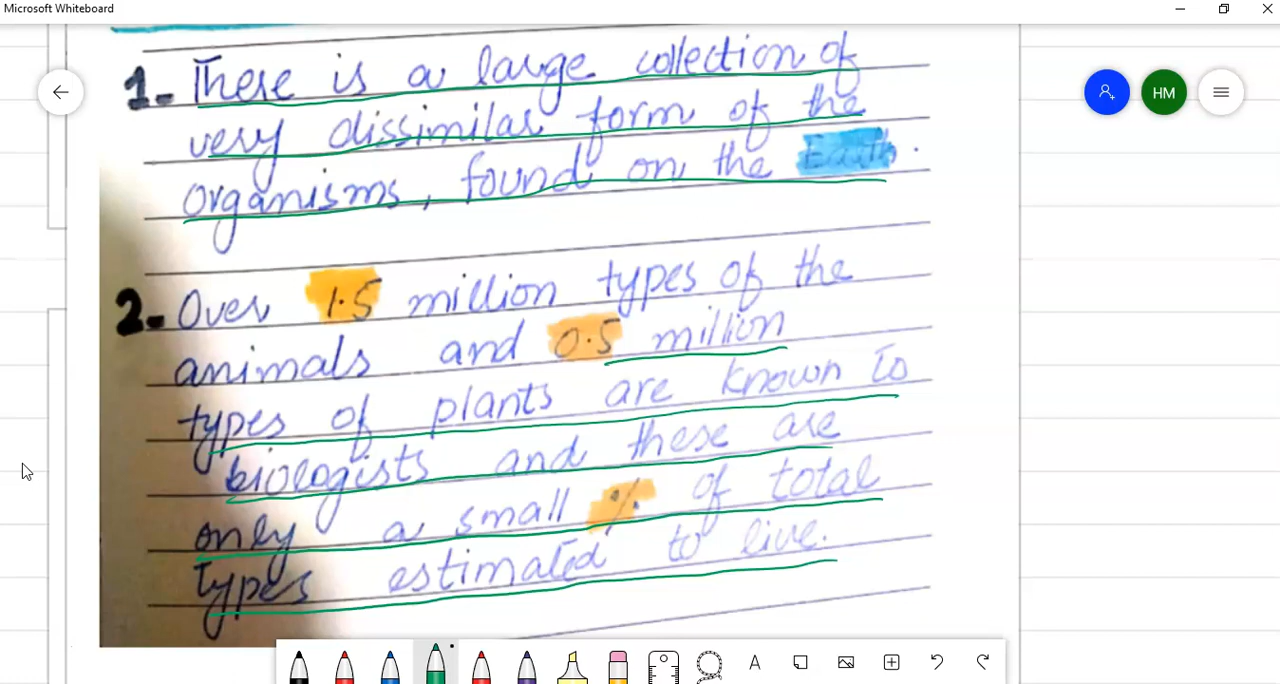 Microsoft Whiteboard
HM
1- There is a large collection of
very dissimilar form of the
organisms, found on the Earth.
2- Over 1.5 million types of the
animals and 0.5 million
types of plants are known to
biologists and these are
only a small % of total
types estimated to live.
A